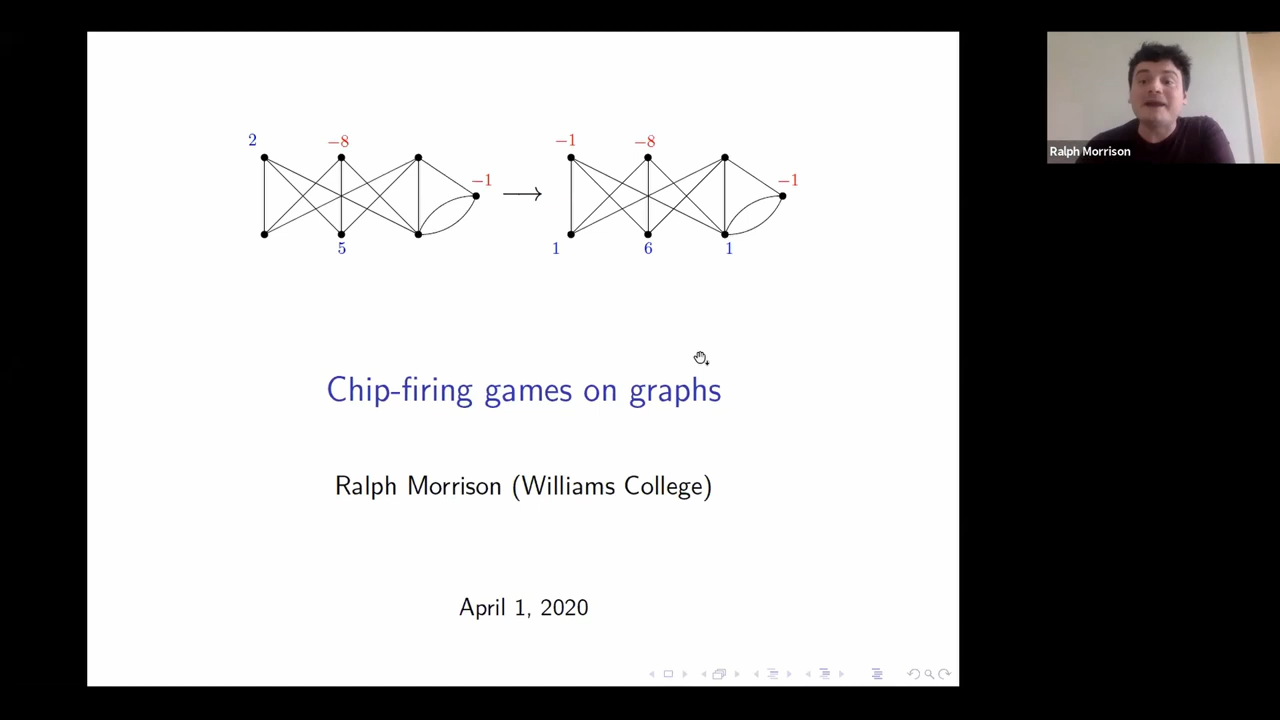 2 −8 −1 −8
−1 −1
5 1 6 1
Chip-firing games on graphs
Ralph Morrison (Williams College)
April 1, 2020
Ralph Morrison